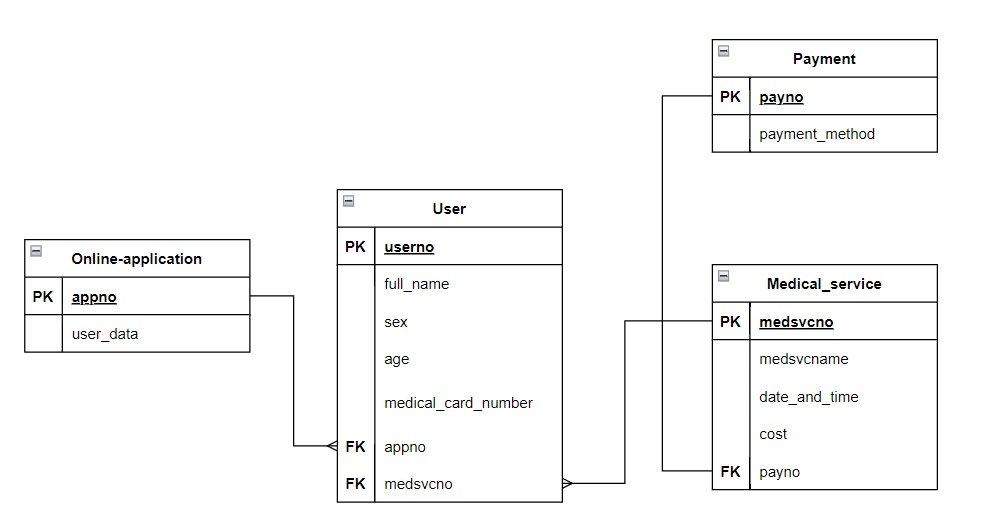 Payment
PK payno
payment_method
User
PK userno
full_name
sex
age
medical_card_number
FK appno
FK medsvcno
Online-application
PK appno
user_data
Medical_service
PK medsvcno
medsvcname
date_and_time
cost
FK payno